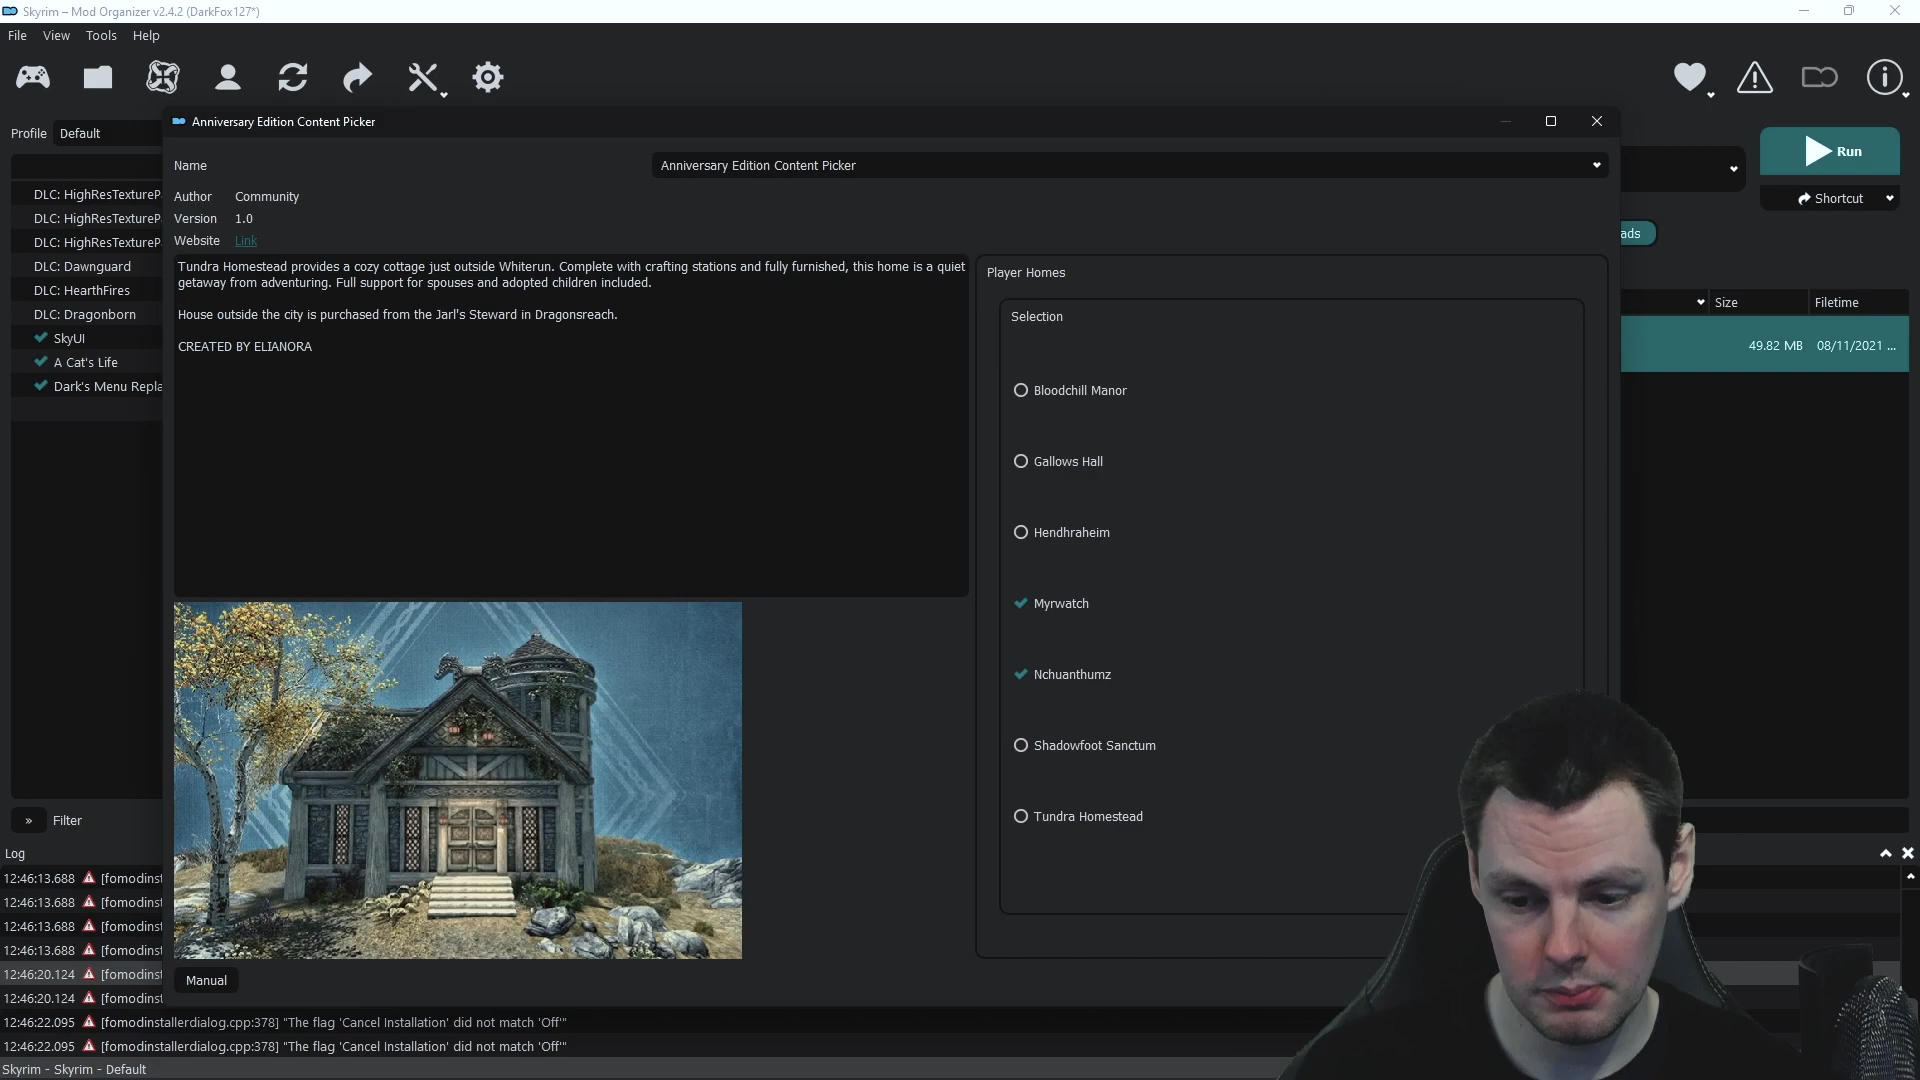 Skyrim – Mod Organizer v2.4.2 (DarkFox127*)
File View Tools Help
Profile Default
Anniversary Edition Content Picker
Name Anniversary Edition Content Picker
Author Community
Version 1.0
Website Link
Tundra Homestead provides a cozy cottage just outside Whiterun. Complete with crafting stations and fully furnished, this home is a quiet
getaway from adventuring. Full support for spouses and adopted children included.
House outside the city is purchased from the Jarl's Steward in Dragonsreach.
CREATED BY ELIANORA
Player Homes
Selection
Bloodchill Manor
Gallows Hall
Hendhraheim
Myrwatch
Nchuanthumz
Shadowfoot Sanctum
Tundra Homestead
Manual
Run
Shortcut
ads
Size Filetime
49.82 MB 08/11/2021 ...
DLC: HighResTextureP
DLC: HighResTextureP
DLC: HighResTextureP
DLC: Dawnguard
DLC: HearthFires
DLC: Dragonborn
SkyUI
A Cat's Life
Dark's Menu Repla
» Filter
Log
12:46:13.688 [fomodinst
12:46:13.688 [fomodinst
12:46:13.688 [fomodinst
12:46:13.688 [fomodinst
12:46:20.124 [fomodinst
12:46:20.124 [fomodinst
12:46:22.095 [fomodinstallerdialog.cpp:378] "The flag 'Cancel Installation' did not match 'Off'"
12:46:22.095 [fomodinstallerdialog.cpp:378] "The flag 'Cancel Installation' did not match 'Off'"
Skyrim - Skyrim - Default